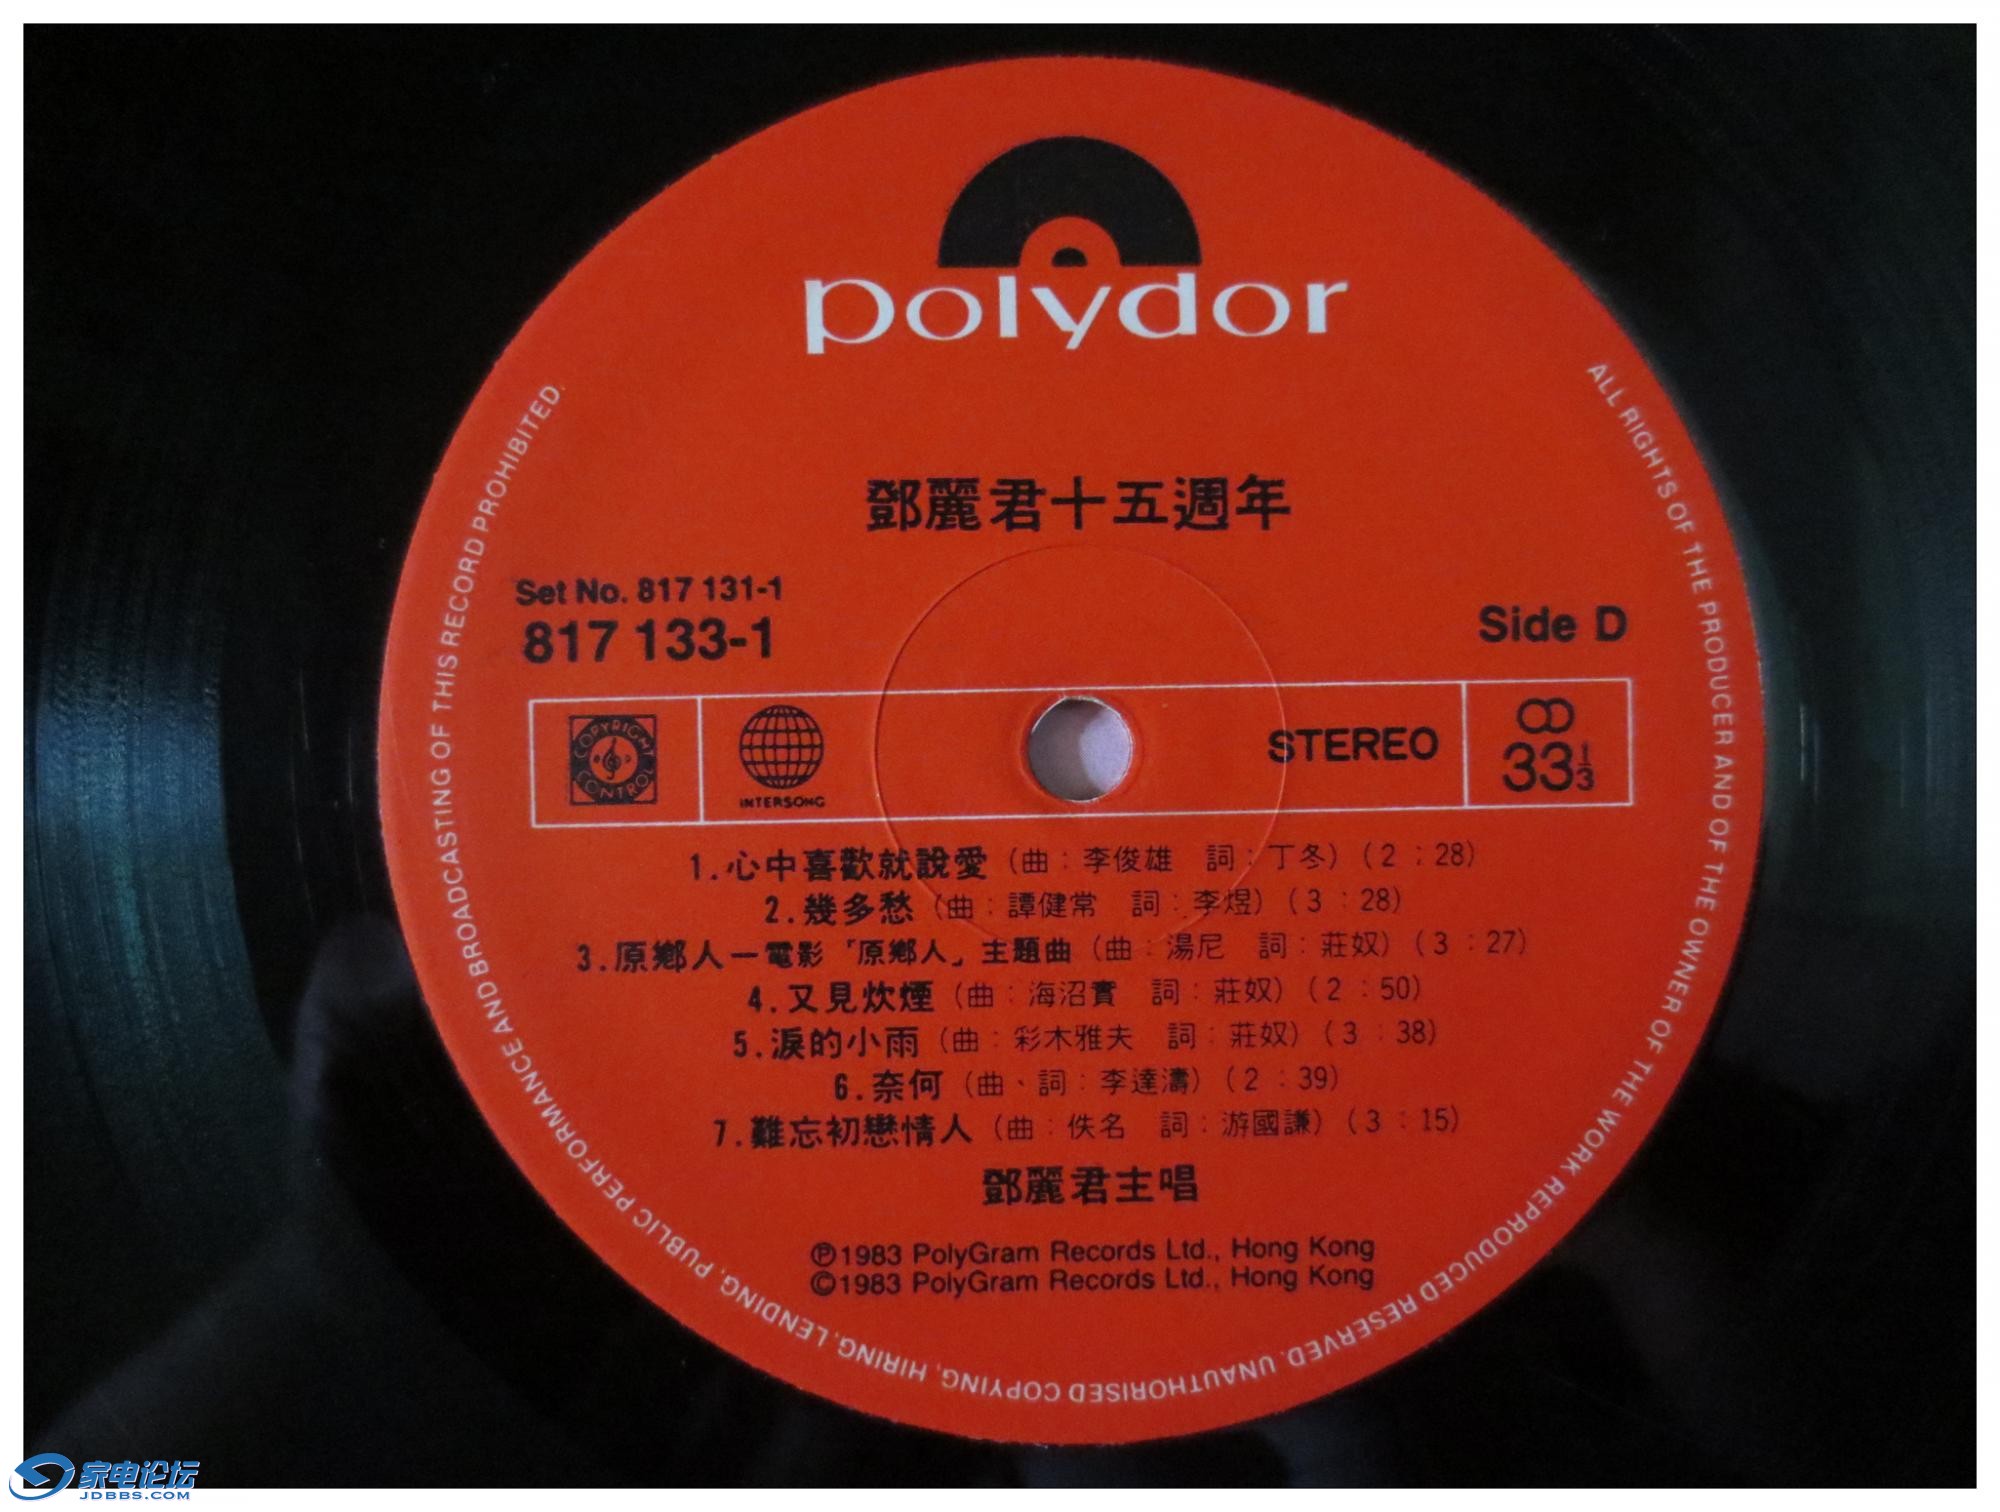 polydor
鄧麗君十五週年
Set No. 817 131-1
817 133-1
Side D
COPYRIGHT CONTROL
INTERSONG
STEREO
33 1/3
1.心中喜歡就說愛（曲：李俊雄　詞：丁冬）（2：28）
2.幾多愁（曲：譚健常　詞：李煜）（3：28）
3.原鄉人－電影「原鄉人」主題曲（曲：湯尼　詞：莊奴）（3：27）
4.又見炊煙（曲：海沼實　詞：莊奴）（2：50）
5.淚的小雨（曲：彩木雅夫　詞：莊奴）（3：38）
6.奈何（曲、詞：李達濤）（2：39）
7.難忘初戀情人（曲：佚名　詞：游國謙）（3：15）
鄧麗君主唱
℗1983 PolyGram Records Ltd., Hong Kong
©1983 PolyGram Records Ltd., Hong Kong
ALL RIGHTS OF THE PRODUCER AND OF THE OWNER OF THE WORK REPRODUCED RESERVED. UNAUTHORISED COPYING, HIRING, LENDING, PUBLIC PERFORMANCE AND BROADCASTING OF THIS RECORD PROHIBITED.
家电论坛
JDBBS.COM